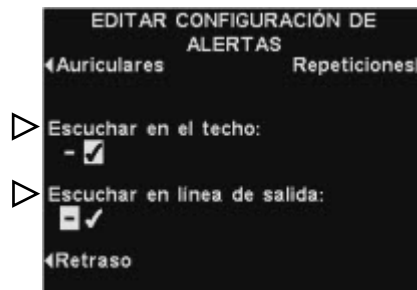 EDITAR CONFIGURACIÓN DE
ALERTAS
Auriculares Repeticiones
Escuchar en el techo:
- ✓
Escuchar en línea de salida:
- ✓
Retraso